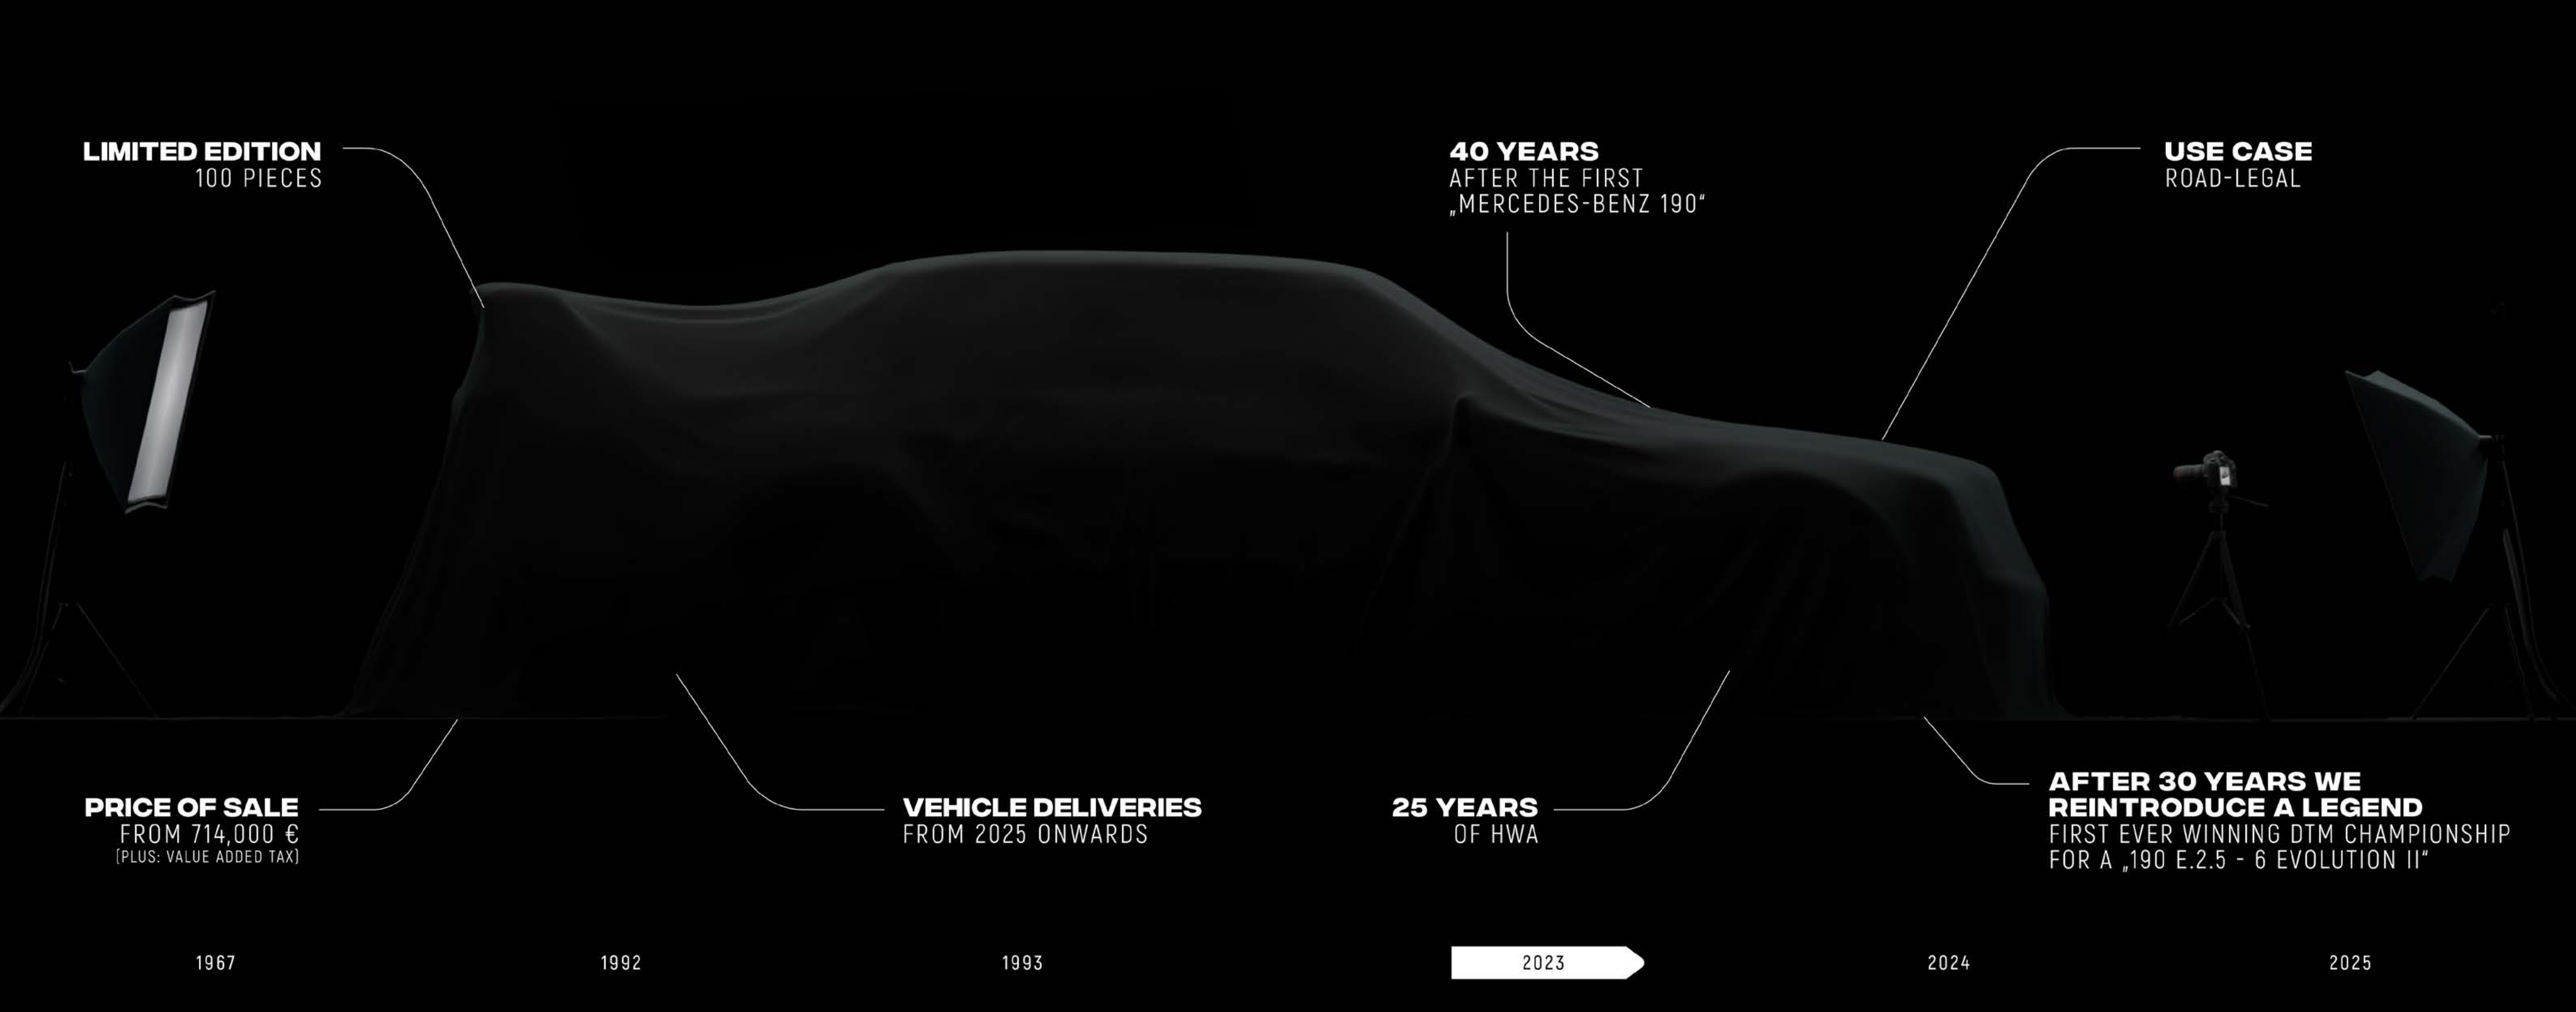 LIMITED EDITION
100 PIECES
40 YEARS
AFTER THE FIRST
„MERCEDES-BENZ 190“
USE CASE
ROAD-LEGAL
PRICE OF SALE
FROM 714,000 €
[PLUS: VALUE ADDED TAX]
VEHICLE DELIVERIES
FROM 2025 ONWARDS
25 YEARS
OF HWA
AFTER 30 YEARS WE
REINTRODUCE A LEGEND
FIRST EVER WINNING DTM CHAMPIONSHIP
FOR A „190 E.2.5 - 6 EVOLUTION II“
1967
1992
1993
2023
2024
2025